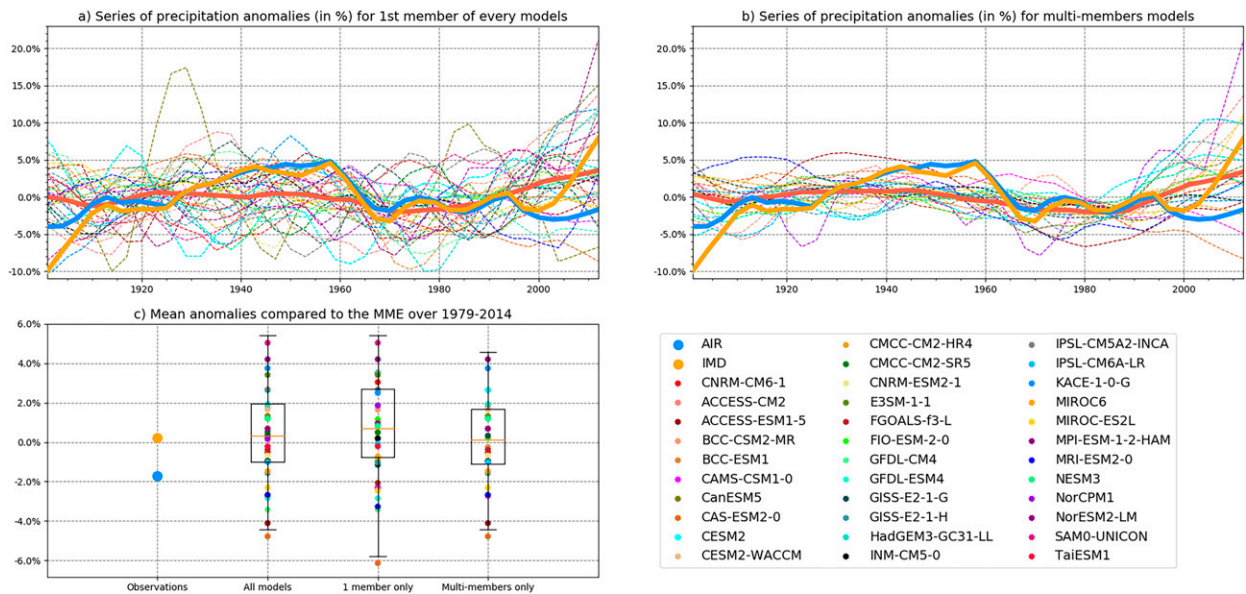 a) Series of precipitation anomalies (in %) for 1st member of every models
20.0%
15.0%
10.0%
5.0%
0.0%
-5.0%
-10.0%
1920 1940 1960 1980 2000
b) Series of precipitation anomalies (in %) for multi-members models
20.0%
15.0%
10.0%
5.0%
0.0%
-5.0%
-10.0%
1920 1940 1960 1980 2000
c) Mean anomalies compared to the MME over 1979-2014
6.0%
4.0%
2.0%
0.0%
-2.0%
-4.0%
-6.0%
Observations All models 1 member only Multi-members only
AIR
IMD
CNRM-CM6-1
ACCESS-CM2
ACCESS-ESM1-5
BCC-CSM2-MR
BCC-ESM1
CAMS-CSM1-0
CanESM5
CAS-ESM2-0
CESM2
CESM2-WACCM
CMCC-CM2-HR4
CMCC-CM2-SR5
CNRM-ESM2-1
E3SM-1-1
FGOALS-f3-L
FIO-ESM-2-0
GFDL-CM4
GFDL-ESM4
GISS-E2-1-G
GISS-E2-1-H
HadGEM3-GC31-LL
INM-CM5-0
IPSL-CM5A2-INCA
IPSL-CM6A-LR
KACE-1-0-G
MIROC6
MIROC-ES2L
MPI-ESM-1-2-HAM
MRI-ESM2-0
NESM3
NorCPM1
NorESM2-LM
SAM0-UNICON
TaiESM1